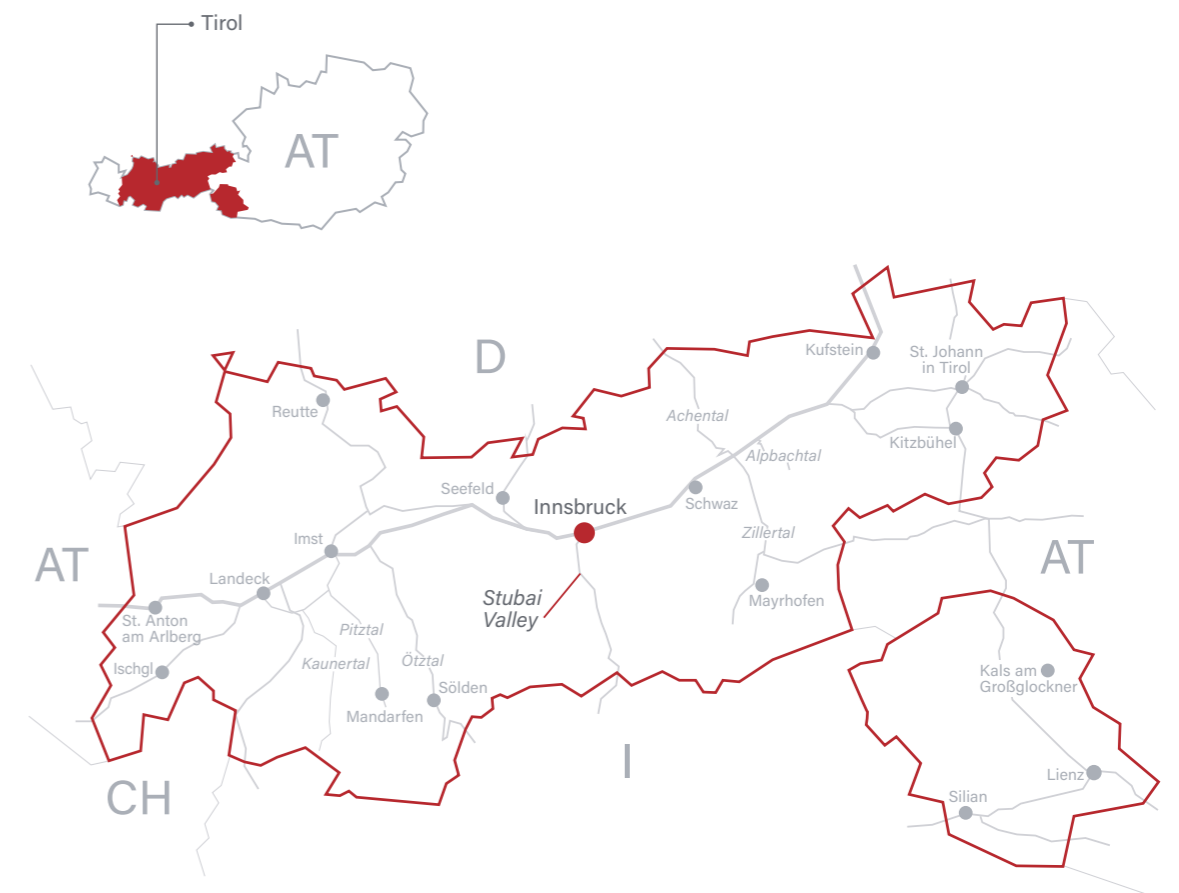 Tirol
AT
D
Kufstein
St. Johann
in Tirol
Reutte
Achental
Kitzbühel
Alpbachtal
Seefeld
Innsbruck
Schwaz
Imst
Zillertal
AT
AT
Landeck
Stubai
Valley
Mayrhofen
St. Anton
am Arlberg
Pitztal
Kaunertal
Ötztal
Ischgl
Sölden
Mandarfen
Kals am
Großglockner
I
CH
Lienz
Silian